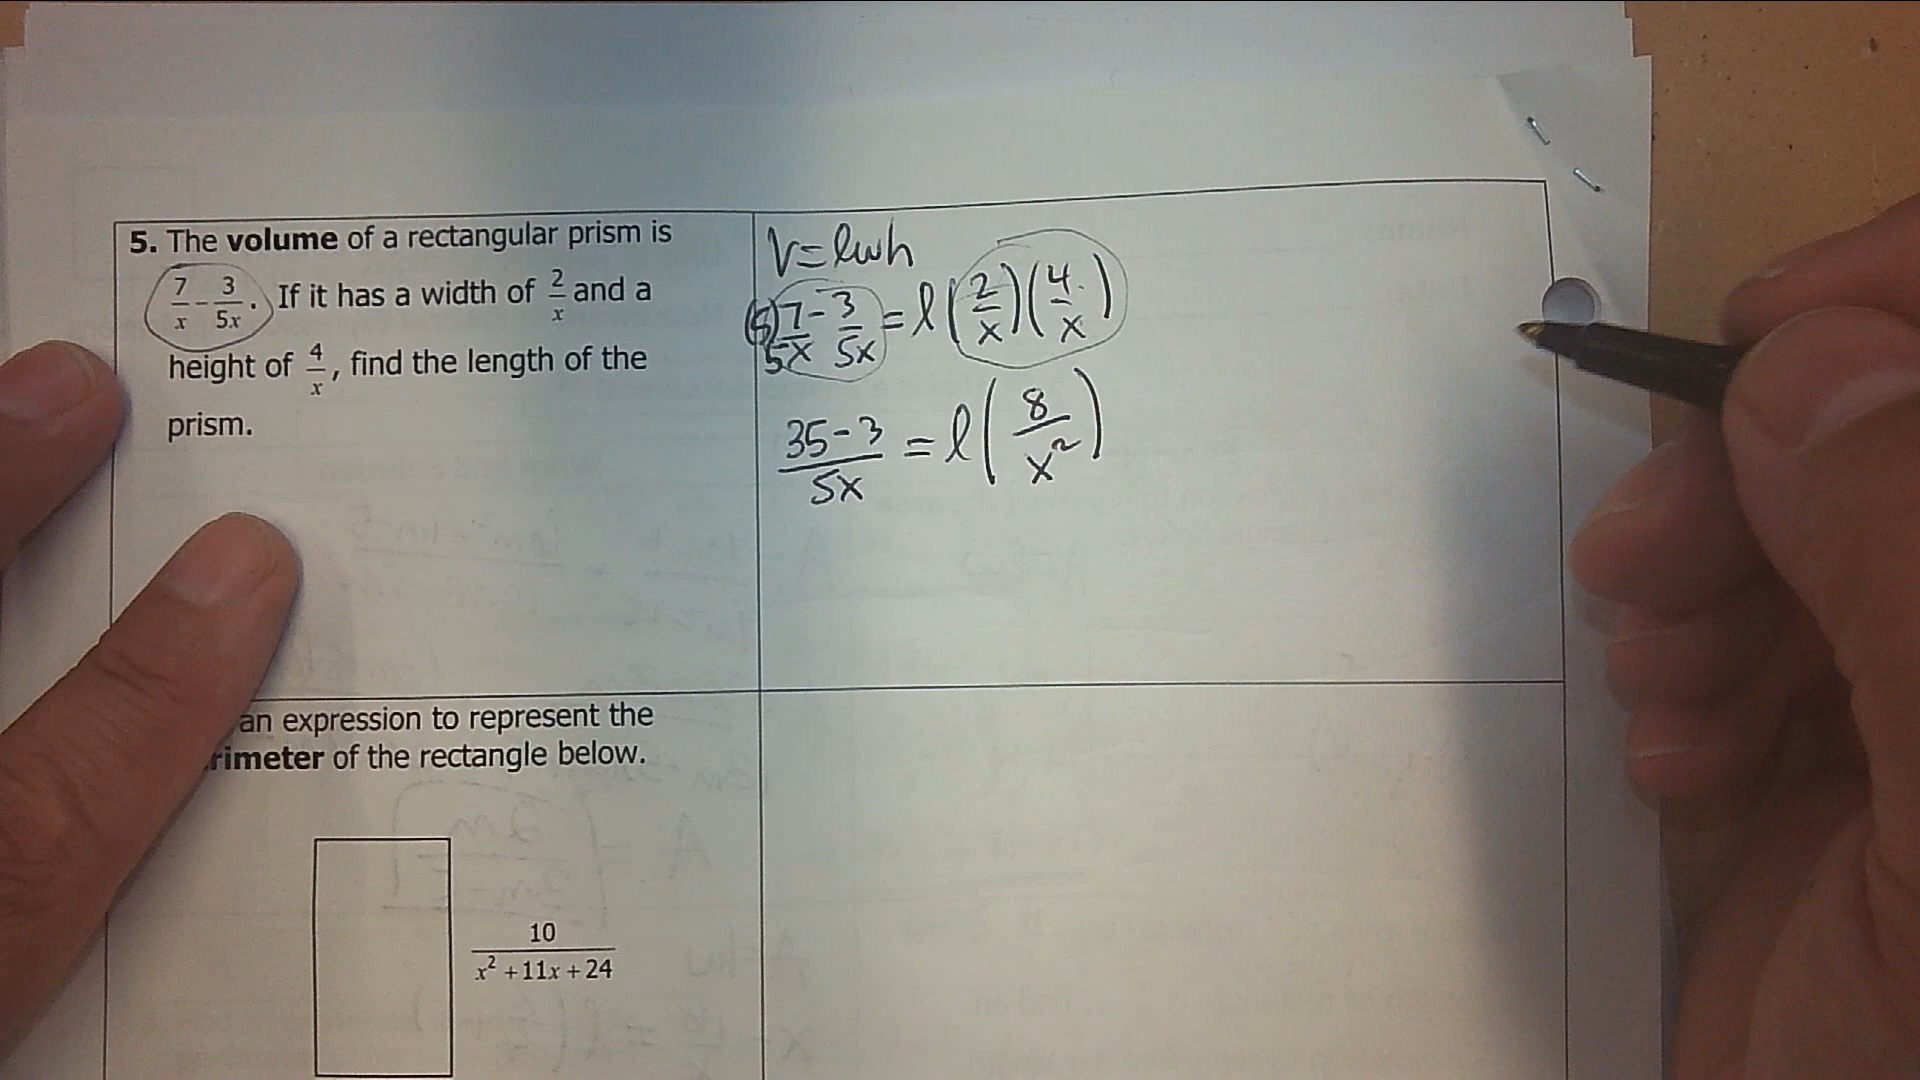 5. The volume of a rectangular prism is
7/x - 3/5x. If it has a width of 2/x and a
height of 4/x, find the length of the
prism.
V = lwh
(5)7/5x - 3/5x = l(2/x)(4/x)
35-3/5x = l(8/x²)
an expression to represent the
rimeter of the rectangle below.
10/x² + 11x + 24